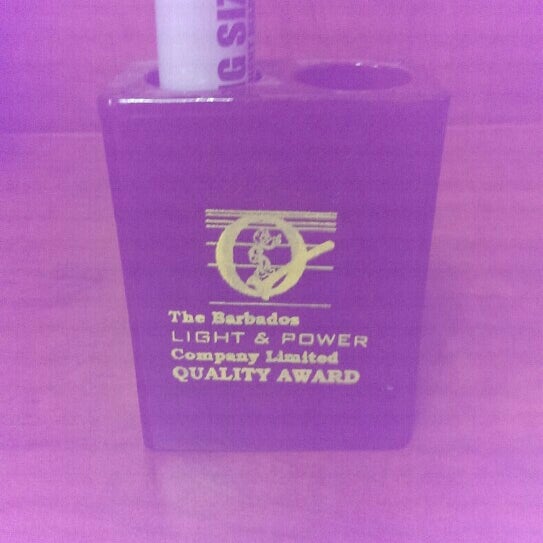 The Barbados
LIGHT & POWER
Company Limited
QUALITY AWARD